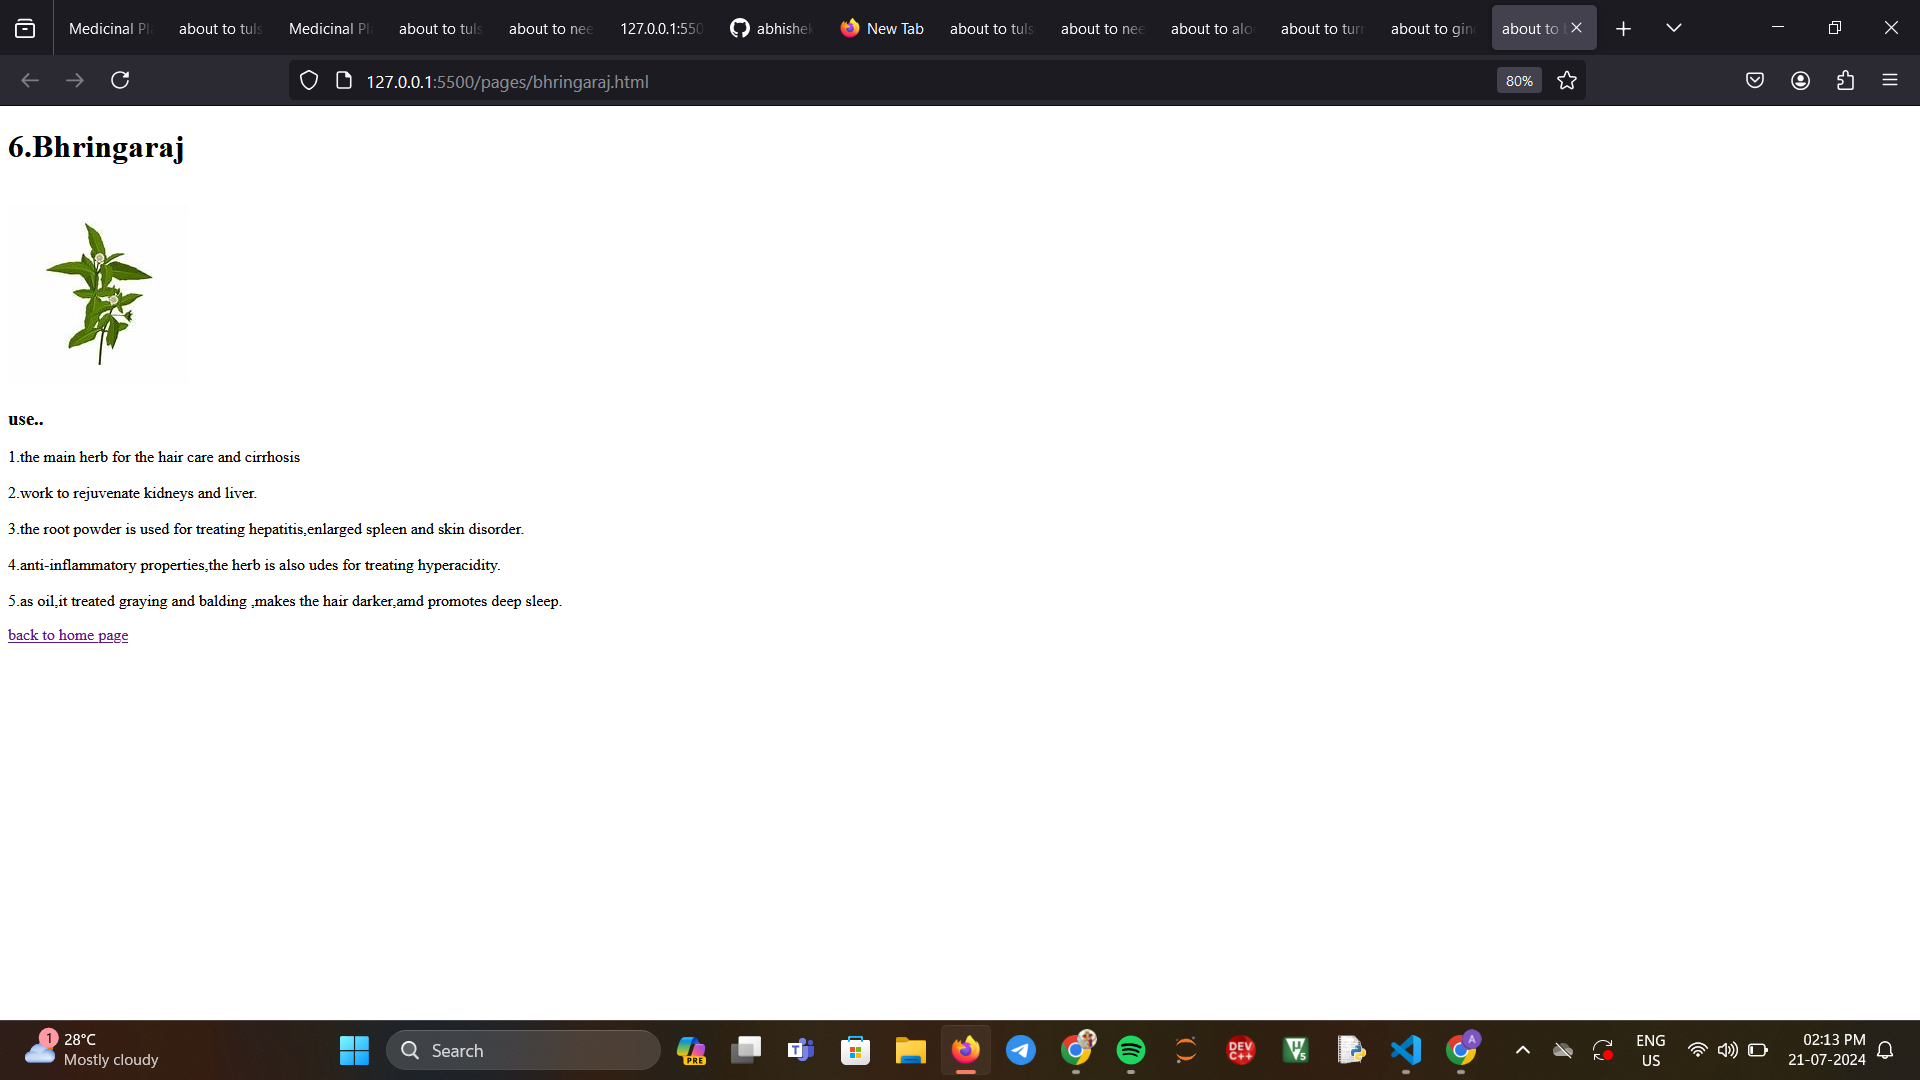 Medicinal Pl
about to tuls
Medicinal Pl
about to tuls
about to nee
127.0.0.1:550
abhishek
New Tab
about to tuls
about to nee
about to alo
about to turr
about to ging
about to b
127.0.0.1:5500/pages/bhringaraj.html
80%
6.Bhringaraj
use..
1.the main herb for the hair care and cirrhosis
2.work to rejuvenate kidneys and liver.
3.the root powder is used for treating hepatitis,enlarged spleen and skin disorder.
4.anti-inflammatory properties,the herb is also udes for treating hyperacidity.
5.as oil,it treated graying and balding ,makes the hair darker,amd promotes deep sleep.
back to home page
1
28°C
Mostly cloudy
Search
PRE
T
DEV
C++
5
A
ENG
US
02:13 PM
21-07-2024